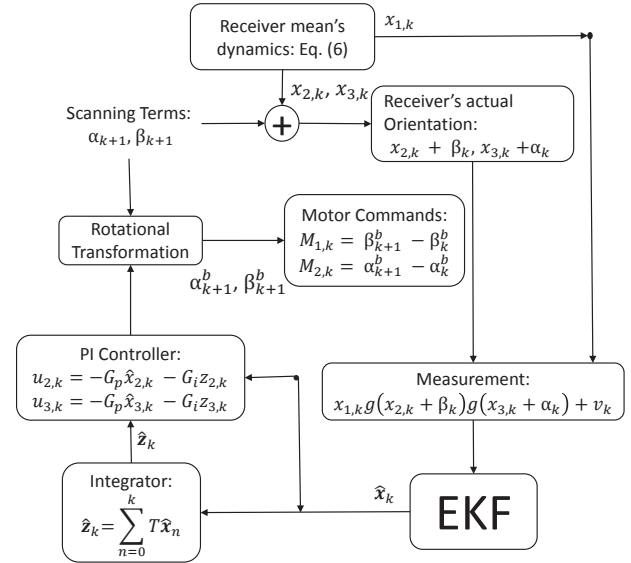 Receiver mean's
dynamics: Eq. (6)
x₁,ₖ
x₂,ₖ, x₃,ₖ
Scanning Terms:
αₖ₊₁, βₖ₊₁
+
Receiver's actual
Orientation:
x₂,ₖ + βₖ, x₃,ₖ +αₖ
Rotational
Transformation
Motor Commands:
M₁,ₖ = βᵇₖ₊₁ − βᵇₖ
M₂,ₖ = αᵇₖ₊₁ − αᵇₖ
αᵇₖ₊₁, βᵇₖ₊₁
PI Controller:
u₂,ₖ = −Gₚx̂₂,ₖ − Gᵢz₂,ₖ
u₃,ₖ = −Gₚx̂₃,ₖ − Gᵢz₃,ₖ
Measurement:
x₁,ₖg(x₂,ₖ + βₖ)g(x₃,ₖ + αₖ) + vₖ
ẑₖ
Integrator:
k
ẑₖ= ∑ Tx̂ₙ
n=0
x̂ₖ
EKF